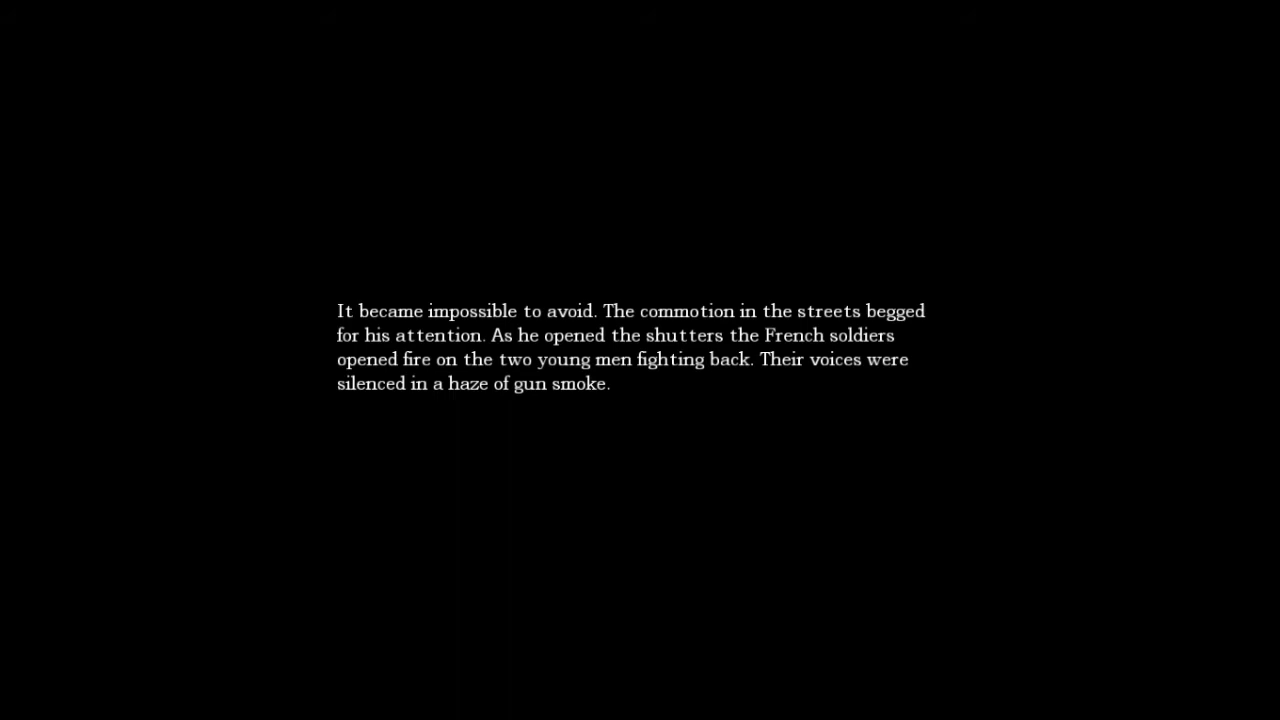 It became impossible to avoid. The commotion in the streets begged
for his attention. As he opened the shutters the French soldiers
opened fire on the two young men fighting back. Their voices were
silenced in a haze of gun smoke.